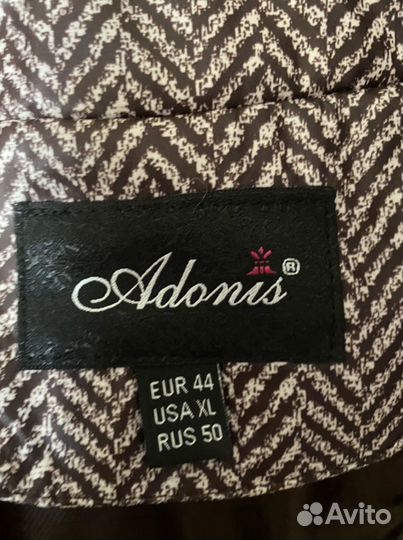 Adonis ®
EUR 44
USA XL
RUS 50
Avito